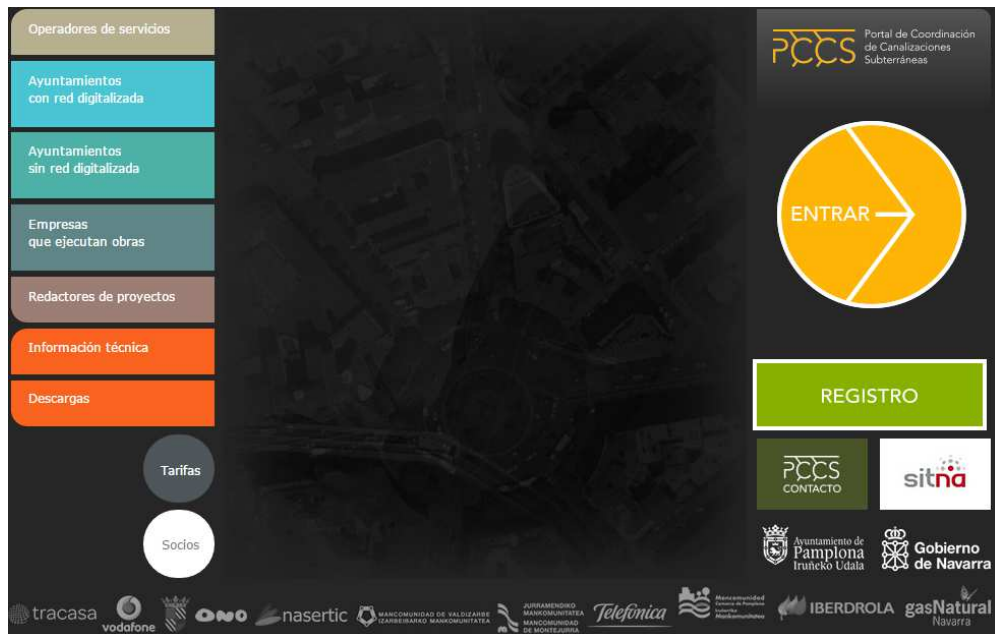 Operadores de servicios
Ayuntamientos
con red digitalizada
Ayuntamientos
sin red digitalizada
Empresas
que ejecutan obras
Redactores de proyectos
Información técnica
Descargas
Tarifas
Socios
PCCS
Portal de Coordinación
de Canalizaciones
Subterráneas
ENTRAR
REGISTRO
PCCS
CONTACTO
sitna
Ayuntamiento de
Pamplona
Iruñeko Udala
Gobierno
de Navarra
tracasa
vodafone
ONO
nasertic
MANCOMUNIDAD DE VALDIZARBE
IZARBEIBARKO MANKOMUNITATEA
JURRAMENDIKO
MANKOMUNITATEA
MANCOMUNIDAD
DE MONTEJURRA
Telefónica
Mancomunidad
Comarca de Pamplona
Iruñerriko
Mankomunitatea
IBERDROLA
gasNatural
Navarra